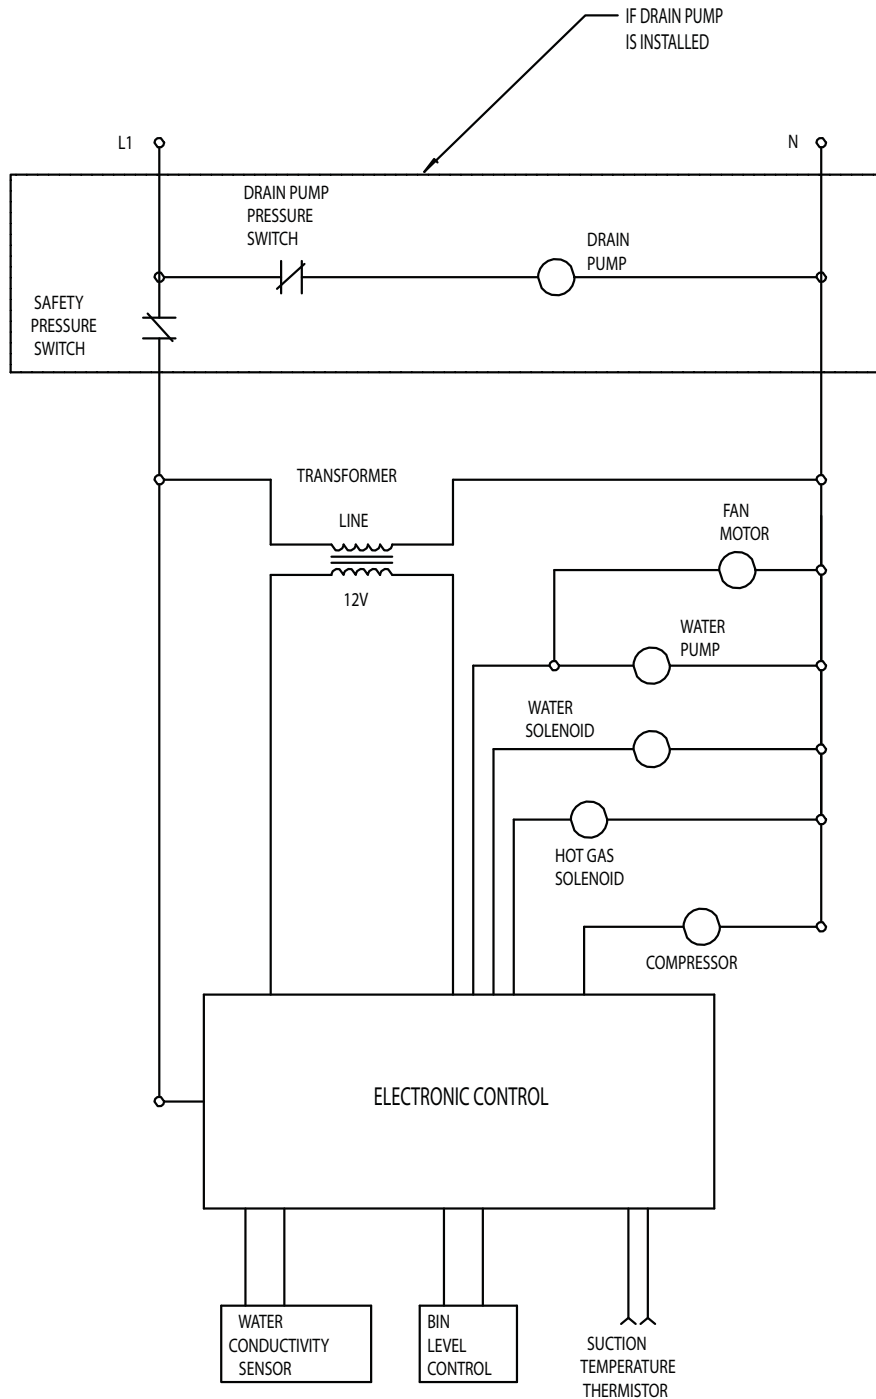 IF DRAIN PUMP
IS INSTALLED
L1
N
DRAIN PUMP
PRESSURE
SWITCH
DRAIN
PUMP
SAFETY
PRESSURE
SWITCH
TRANSFORMER
LINE
12V
FAN
MOTOR
WATER
PUMP
WATER
SOLENOID
HOT GAS
SOLENOID
COMPRESSOR
ELECTRONIC CONTROL
WATER
CONDUCTIVITY
SENSOR
BIN
LEVEL
CONTROL
SUCTION
TEMPERATURE
THERMISTOR